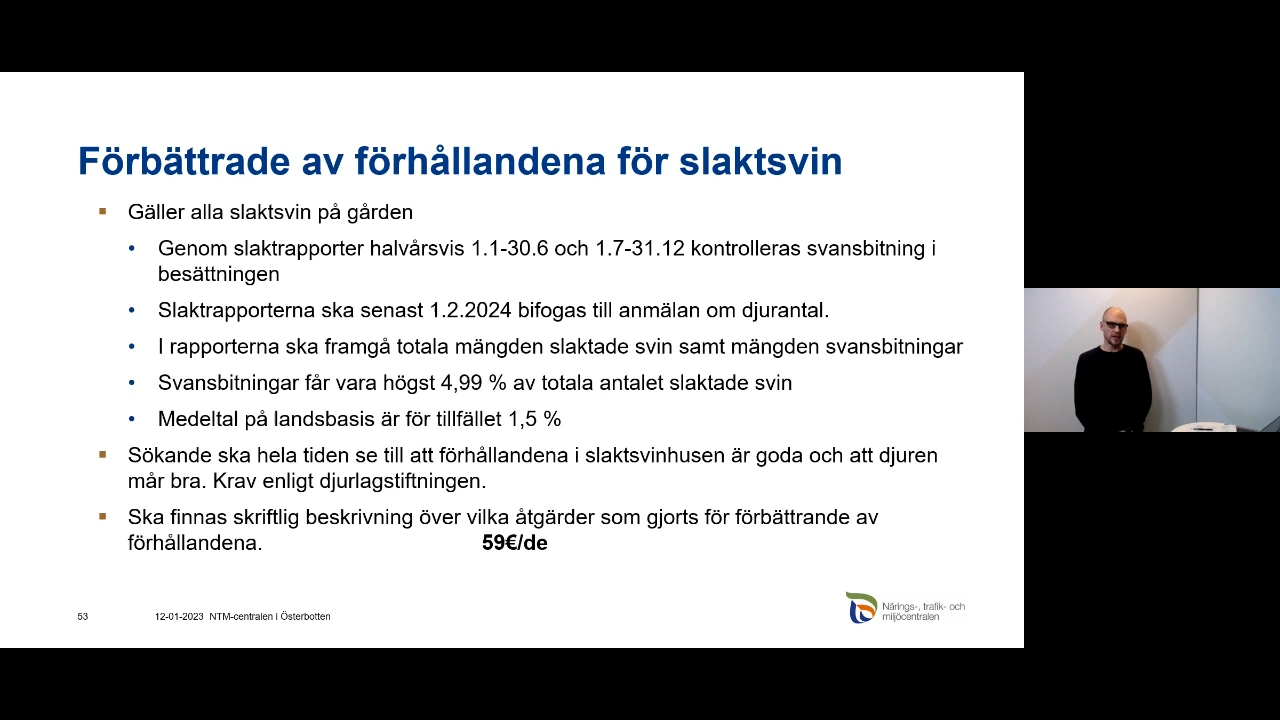 Förbättrade av förhållandena för slaktsvin
▪ Gäller alla slaktsvin på gården
• Genom slaktrapporter halvårsvis 1.1-30.6 och 1.7-31.12 kontrolleras svansbitning i
besättningen
• Slaktrapporterna ska senast 1.2.2024 bifogas till anmälan om djurantal.
• I rapporterna ska framgå totala mängden slaktade svin samt mängden svansbitningar
• Svansbitningar får vara högst 4,99 % av totala antalet slaktade svin
• Medeltal på landsbasis är för tillfället 1,5 %
▪ Sökande ska hela tiden se till att förhållandena i slaktsvinhusen är goda och att djuren
mår bra. Krav enligt djurlagstiftningen.
▪ Ska finnas skriftlig beskrivning över vilka åtgärder som gjorts för förbättrande av
förhållandena. 59€/de
53 12-01-2023 NTM-centralen i Österbotten
Närings-, trafik- och
miljöcentralen